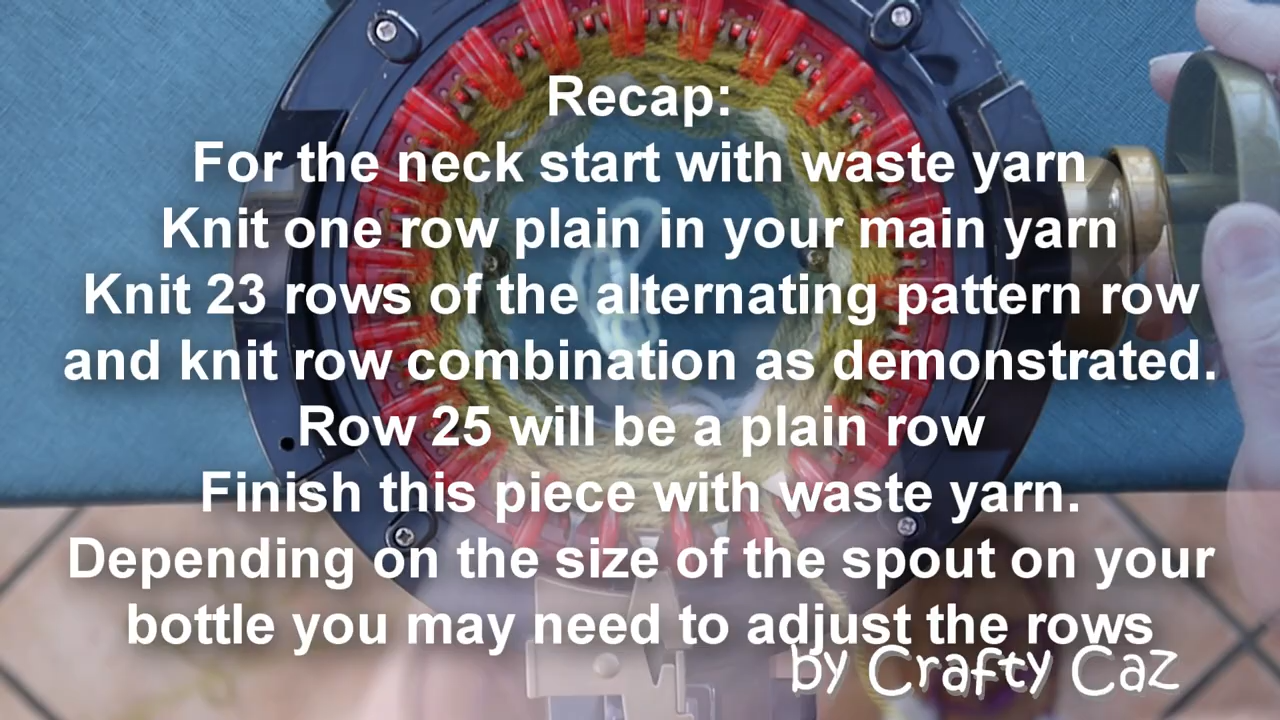 Recap:
For the neck start with waste yarn
Knit one row plain in your main yarn
Knit 23 rows of the alternating pattern row
and knit row combination as demonstrated.
Row 25 will be a plain row
Finish this piece with waste yarn.
Depending on the size of the spout on your
bottle you may need to adjust the rows
by Crafty Caz